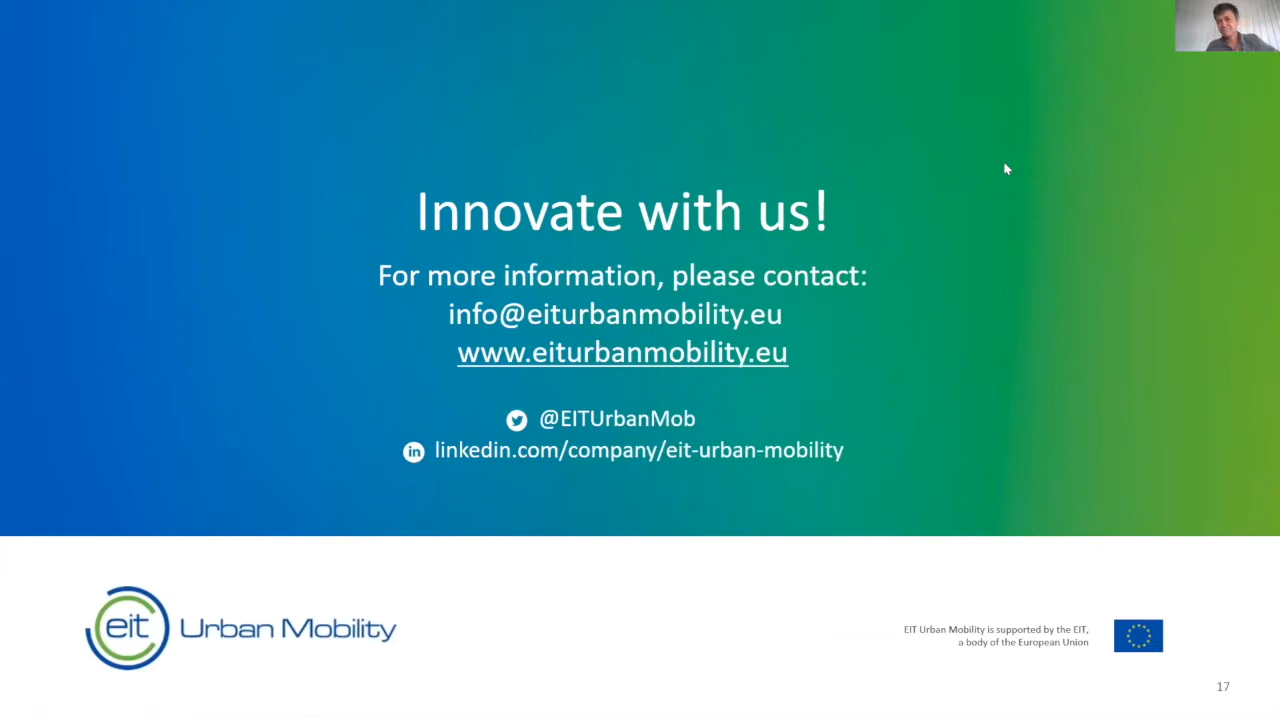 Innovate with us!
For more information, please contact:
info@eiturbanmobility.eu
www.eiturbanmobility.eu
@EITUrbanMob
in linkedin.com/company/eit-urban-mobility
eit Urban Mobility
EIT Urban Mobility is supported by the EIT,
a body of the European Union
17